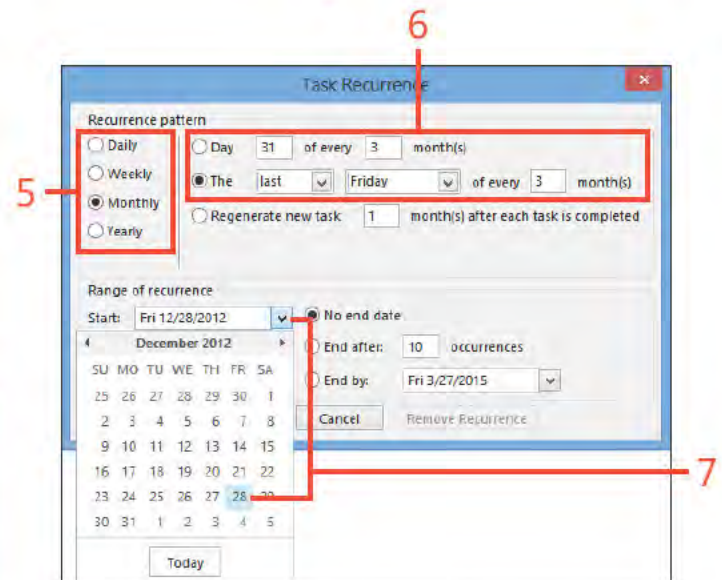 6
Task Recurrence
Recurrence pattern
Daily
Weekly
Monthly
Yearly
Day 31 of every 3 month(s)
The last Friday of every 3 month(s)
Regenerate new task 1 month(s) after each task is completed
5
Range of recurrence
Start: Fri 12/28/2012
No end date
End after: 10 occurrences
End by: Fri 3/27/2015
Cancel Remove Recurrence
December 2012
SU MO TU WE TH FR SA
25 26 27 28 29 30 1
2 3 4 5 6 7 8
9 10 11 12 13 14 15
16 17 18 19 20 21 22
23 24 25 26 27 28 29
30 31 1 2 3 4 5
Today
7